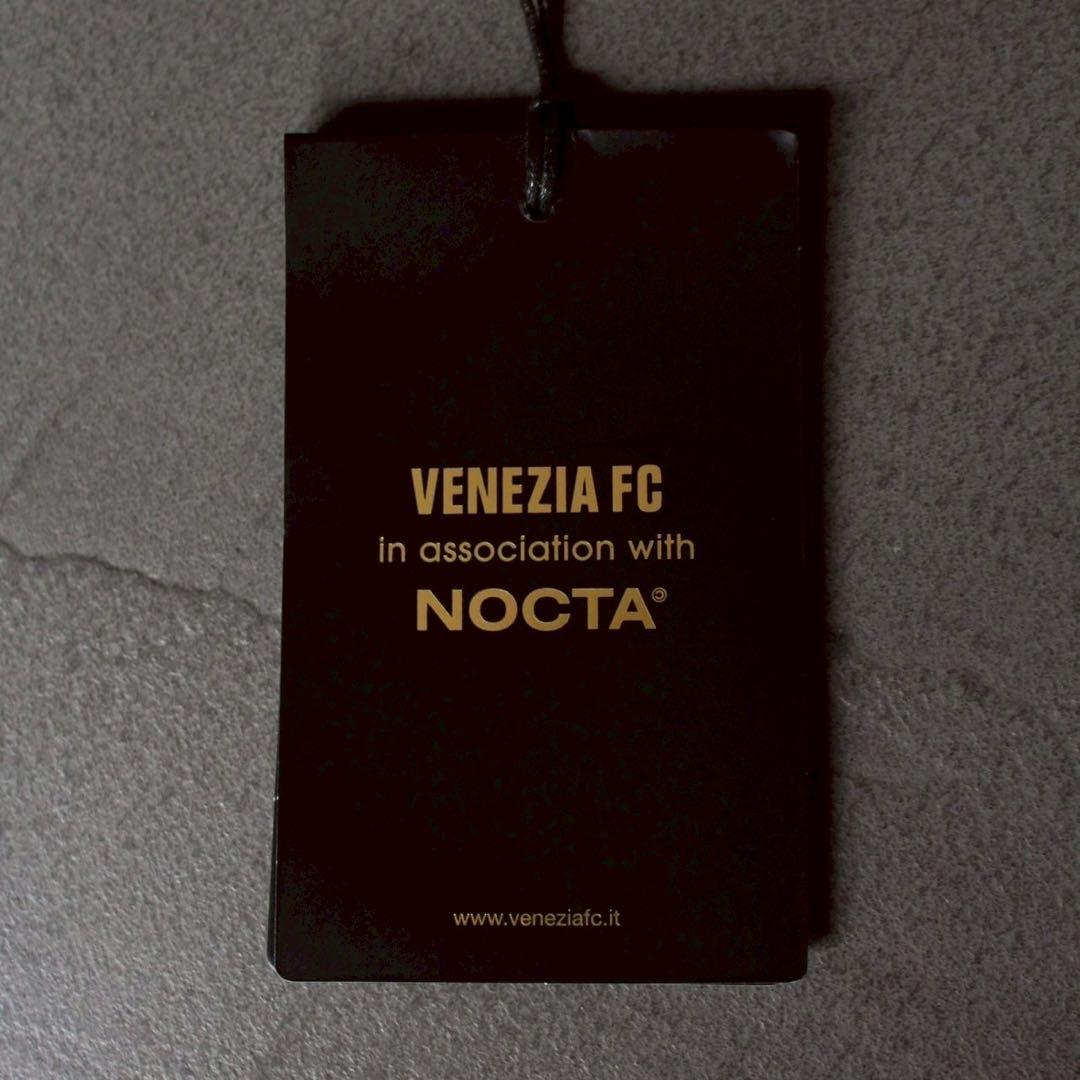 VENEZIA FC
in association with
NOCTA©
www.veneziafc.it